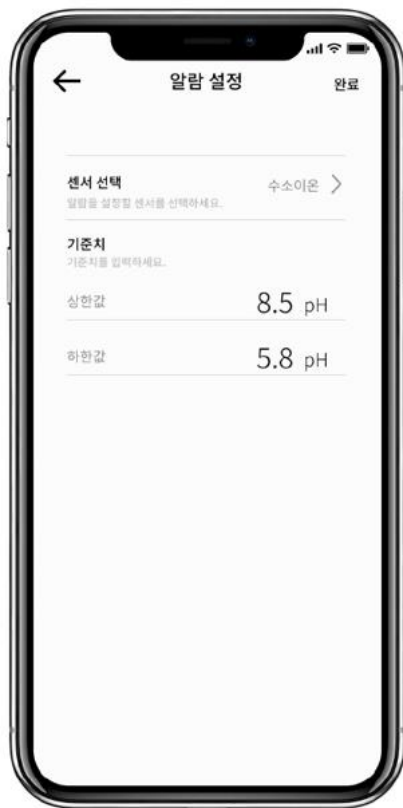 알람 설정
완료
센서 선택
수소이온
알람을 설정할 센서를 선택하세요.
기준치
기준치를 입력하세요.
상한값 8.5 pH
하한값 5.8 pH